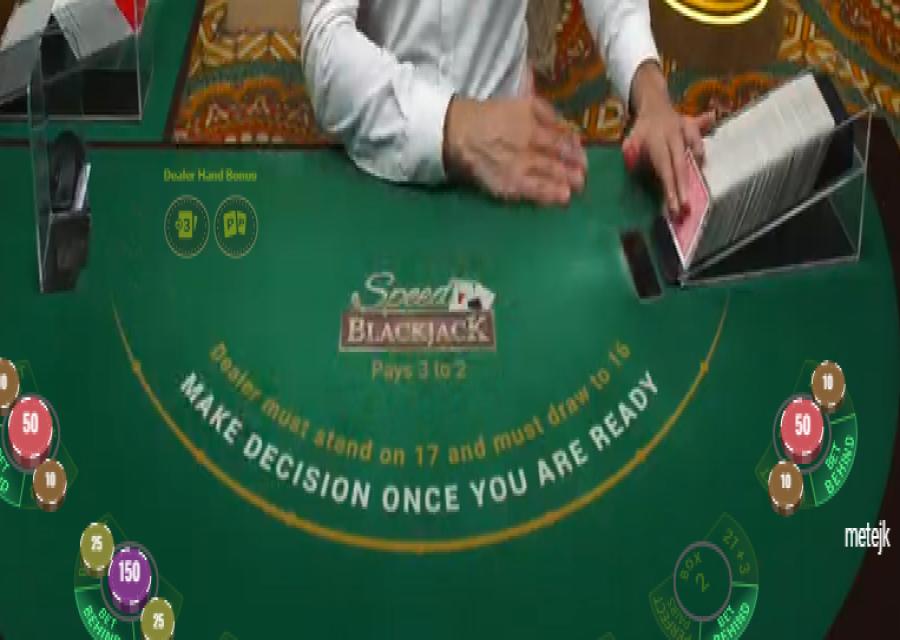 Dealer Hand Bonus
Speed
BLACKJACK
Pays 3 to 2
Dealer must stand on 17 and must draw to 16
MAKE DECISION ONCE YOU ARE READY
10
50
10
25
150
25
BET
BEHIND
10
50
10
BET
BEHIND
metejk
21+3
BOX
2
BET
BEHIND